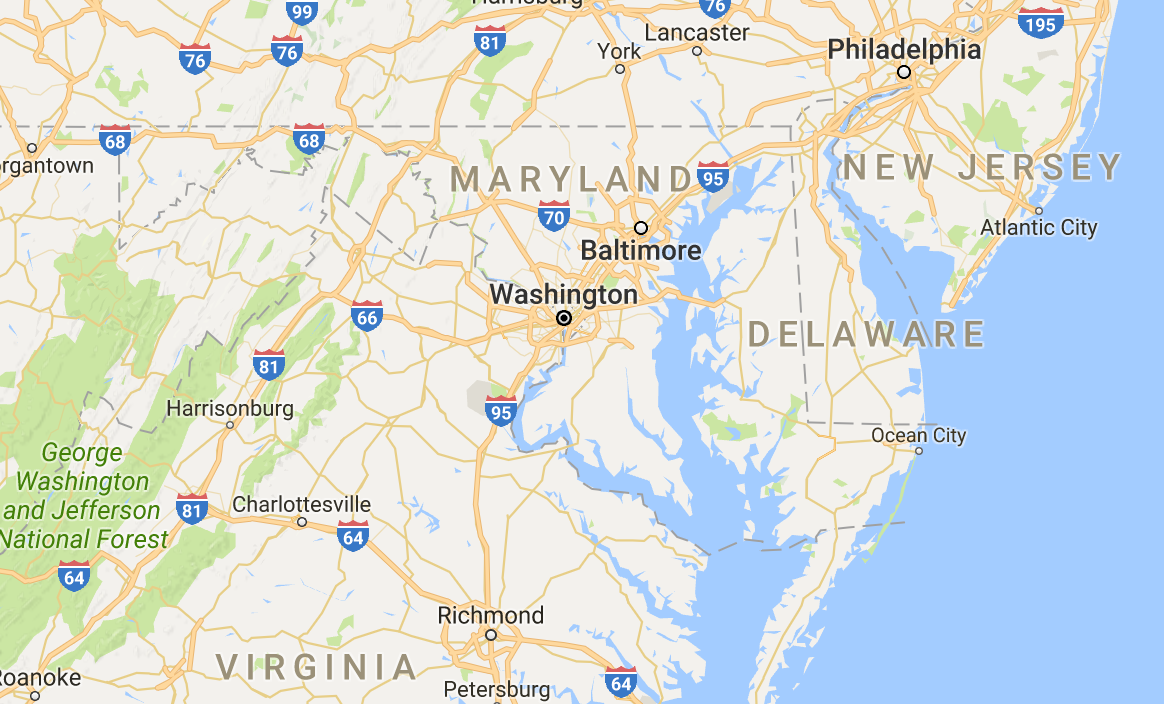 99
Harrisburg
76
195
76
76
81
Lancaster
York
Philadelphia
68
68
organtown
MARYLAND
95
NEW JERSEY
70
Atlantic City
Baltimore
Washington
66
DELAWARE
81
Harrisonburg
95
Ocean City
George
Washington
and Jefferson
National Forest
81
Charlottesville
64
64
Richmond
VIRGINIA
Roanoke
64
Petersburg